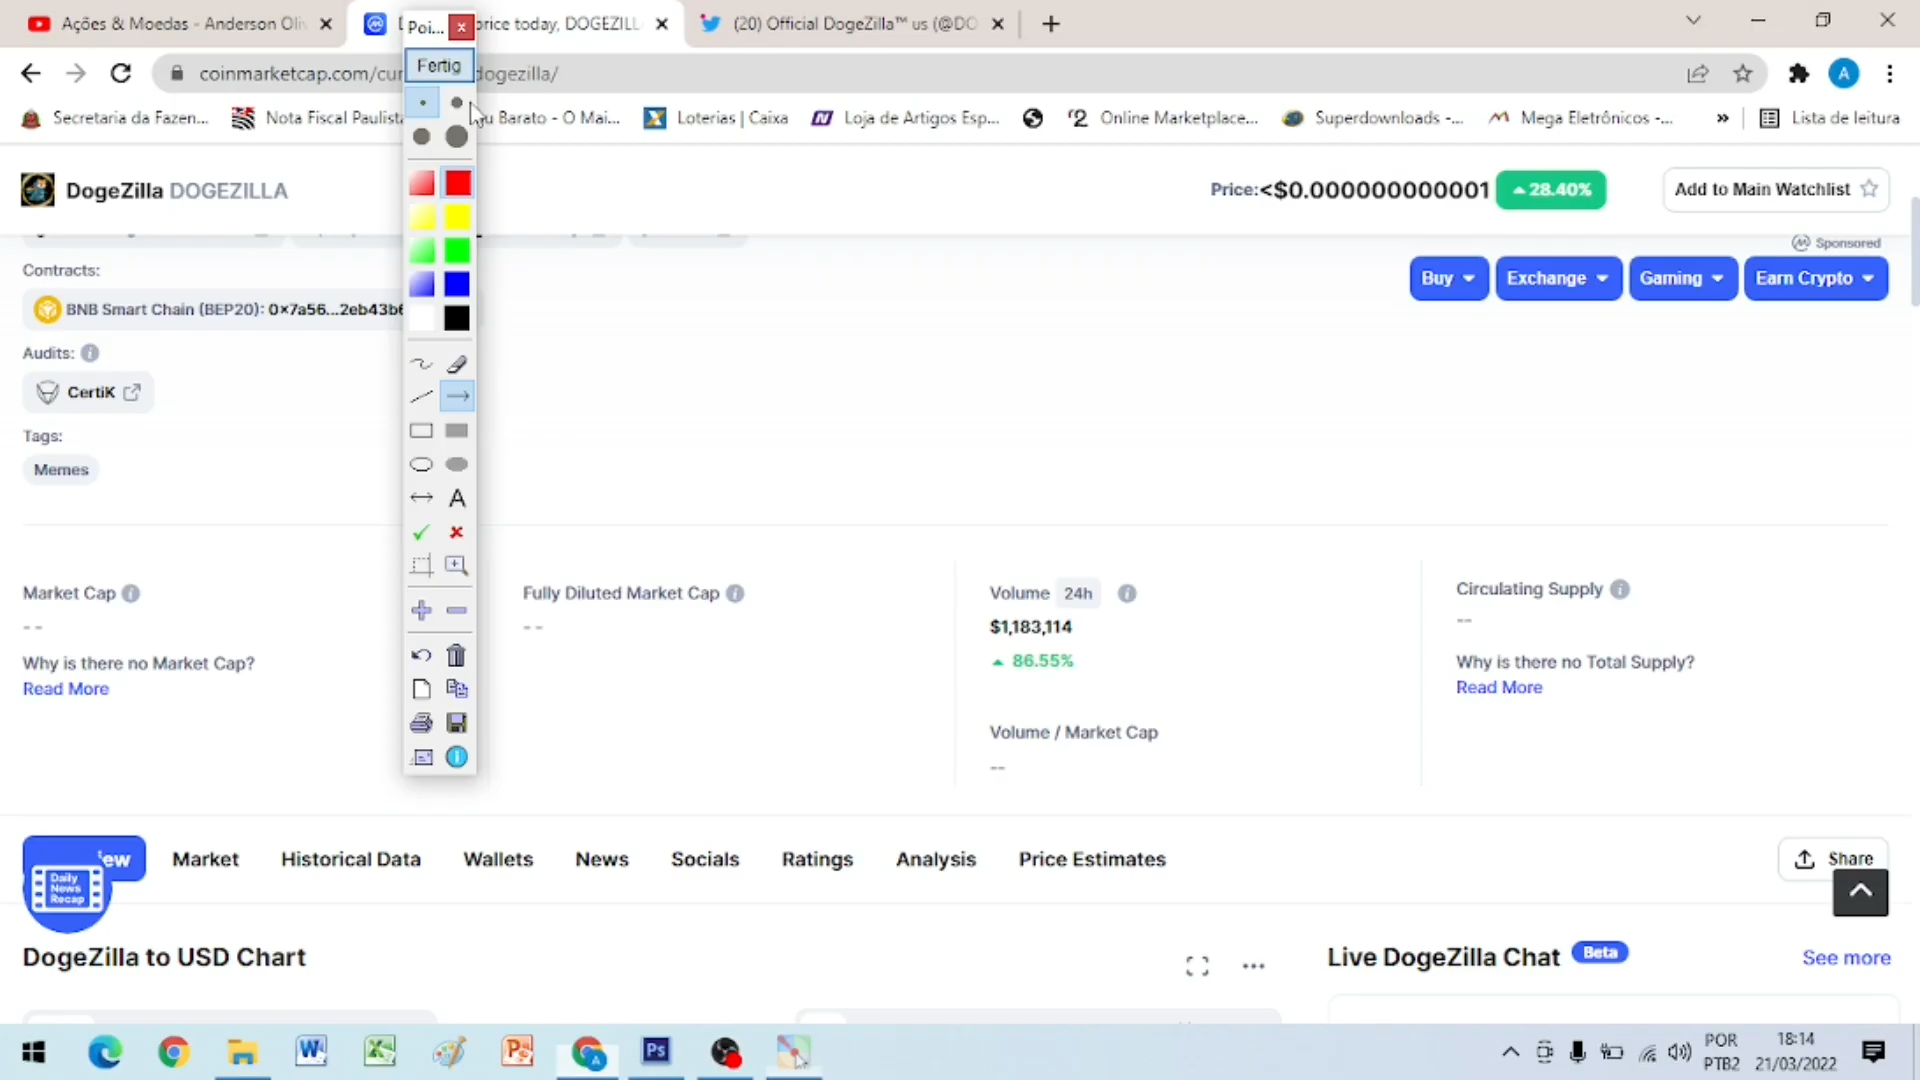 Ações & Moedas - Anderson Oli
price today, DOGEZILL
(20) Official DogeZilla™ us (@DO
Poi...
Fertig
coinmarketcap.com/cur
dogezilla/
Secretaria da Fazen...
Nota Fiscal Paulista
Barato - O Mai...
Loterias | Caixa
Loja de Artigos Esp...
Online Marketplace...
Superdownloads -...
Mega Eletrônicos -...
»
Lista de leitura
A
DogeZilla DOGEZILLA
Price:<$0.000000000001
28.40%
Add to Main Watchlist
Sponsored
Contracts:
BNB Smart Chain (BEP20): 0x7a56...2eb43b6
Buy
Exchange
Gaming
Earn Crypto
Audits:
CertiK
Tags:
Memes
A
Market Cap
- -
Why is there no Market Cap?
Read More
Fully Diluted Market Cap
- -
Volume 24h
$1,183,114
86.55%
Volume / Market Cap
--
Circulating Supply
--
Why is there no Total Supply?
Read More
ew
Daily
News
Recap
Market
Historical Data
Wallets
News
Socials
Ratings
Analysis
Price Estimates
Share
DogeZilla to USD Chart
Live DogeZilla Chat Beta
See more
Ps
POR
PTB2
18:14
21/03/2022